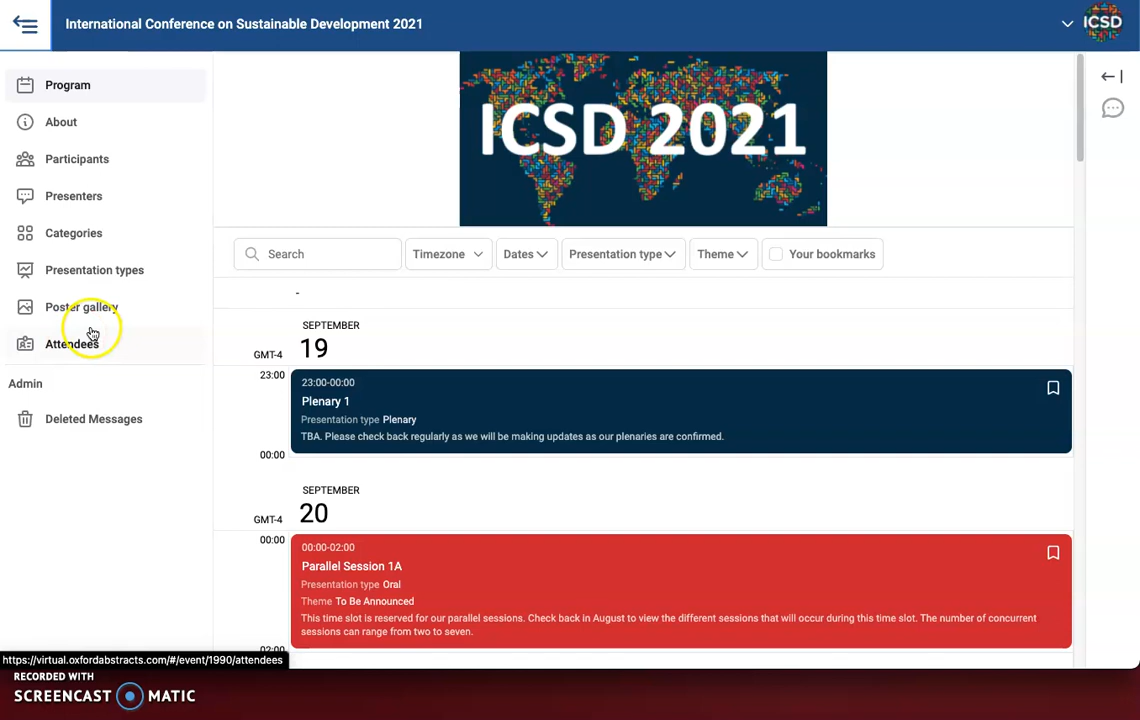 International Conference on Sustainable Development 2021
ICSD
Program
About
Participants
Presenters
Categories
Presentation types
Poster gallery
Attendees
Admin
Deleted Messages
ICSD 2021
Search
Timezone
Dates
Presentation type
Theme
Your bookmarks
-
SEPTEMBER
GMT-4
19
23:00
23:00-00:00
Plenary 1
Presentation type Plenary
TBA. Please check back regularly as we will be making updates as our plenaries are confirmed.
00:00
SEPTEMBER
GMT-4
20
00:00
00:00-02:00
Parallel Session 1A
Presentation type Oral
Theme To Be Announced
This time slot is reserved for our parallel sessions. Check back in August to view the different sessions that will occur during this time slot. The number of concurrent
sessions can range from two to seven.
02:00
https://virtual.oxfordabstracts.com/#/event/1990/attendees
RECORDED WITH
SCREENCAST MATIC